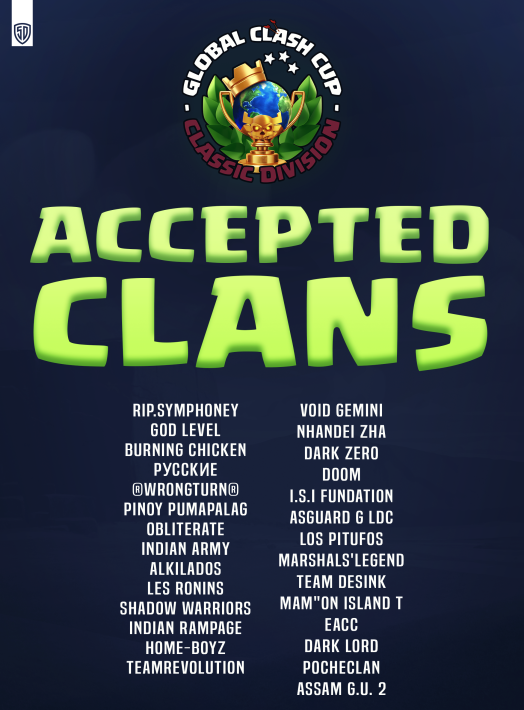 SD
- GLOBAL CLASH CUP -
CLASSIC DIVISION
ACCEPTED
CLANS
RIP.SYMPHONEY
GOD LEVEL
BURNING CHICKEN
РУССКИЕ
®WRONGTURN®
PINOY PUMAPALAG
OBLITERATE
INDIAN ARMY
ALKILADOS
LES RONINS
SHADOW WARRIORS
INDIAN RAMPAGE
HOME-BOYZ
TEAMREVOLUTION
VOID GEMINI
NHANDEI ZHA
DARK ZERO
DOOM
I.S.I FUNDATION
ASGUARD G LDC
LOS PITUFOS
MARSHALS'LEGEND
TEAM DESINK
MAM"ON ISLAND T
EACC
DARK LORD
POCHECLAN
ASSAM G.U. 2